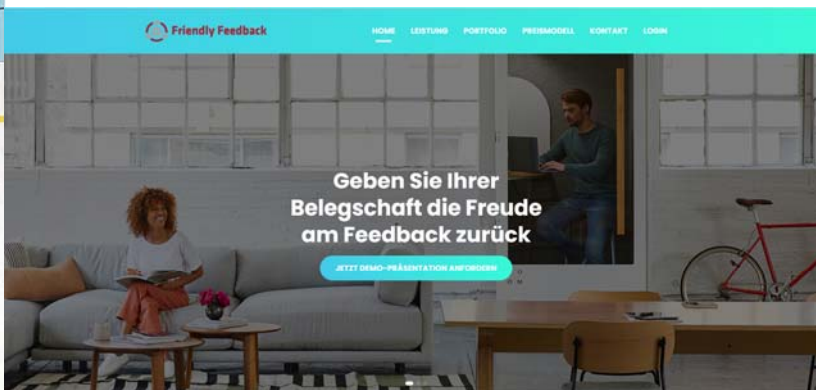 Friendly Feedback
HOME LEISTUNG PORTFOLIO PREISMODELL KONTAKT LOGIN
Geben Sie Ihrer
Belegschaft die Freude
am Feedback zurück
JETZT DEMO-PRÄSENTATION ANFORDERN